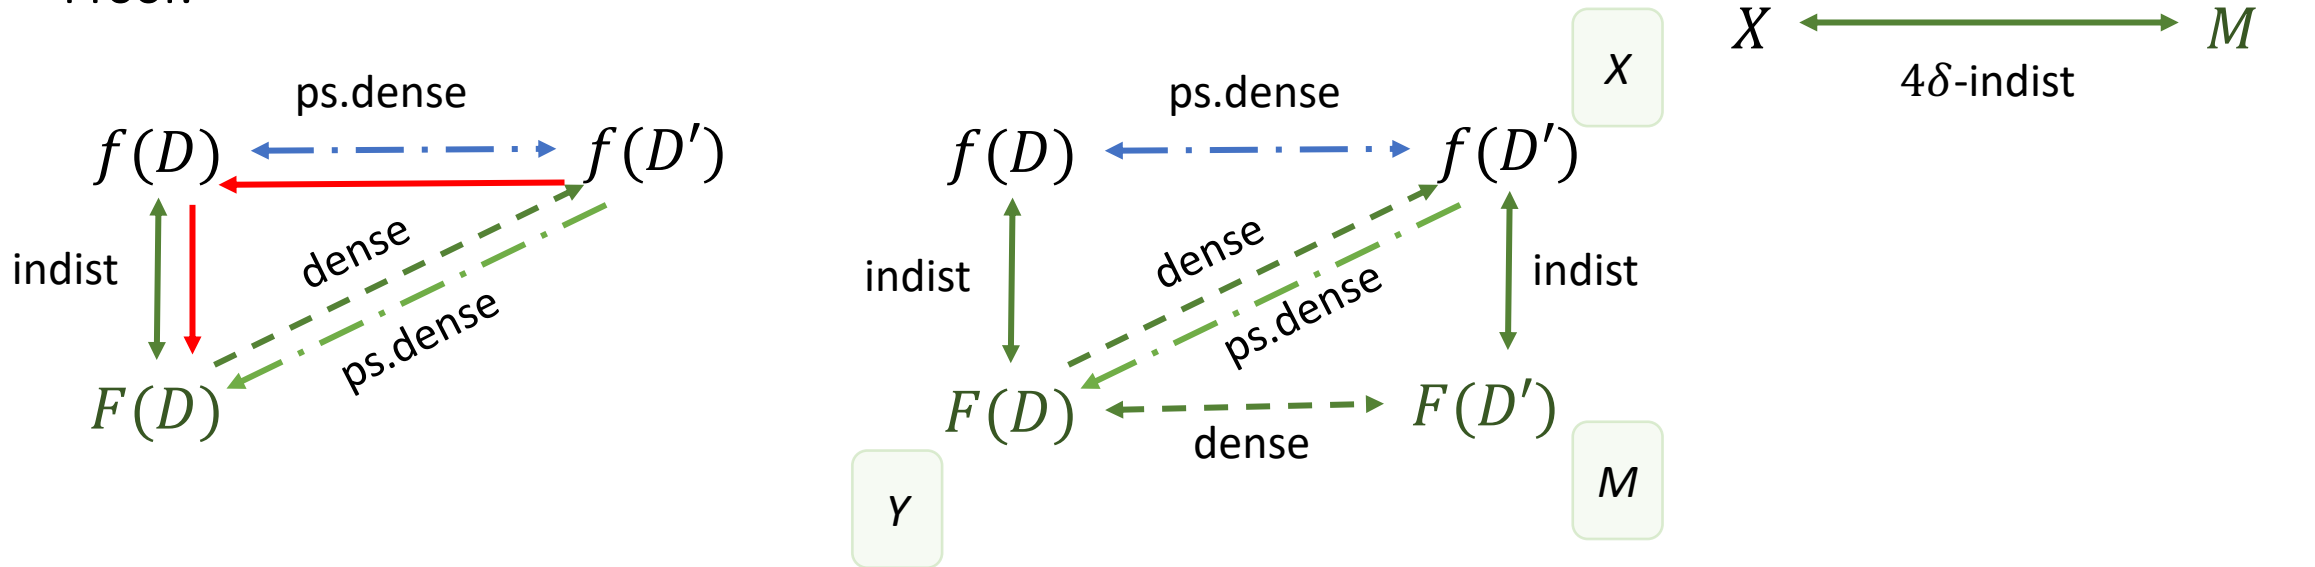 ps.dense
f(D)
f(D′)
indist
dense
ps.dense
F(D)
ps.dense
f(D)
f(D′)
X
indist
dense
ps.dense
indist
F(D)
F(D′)
dense
Y
M
X
M
4δ-indist